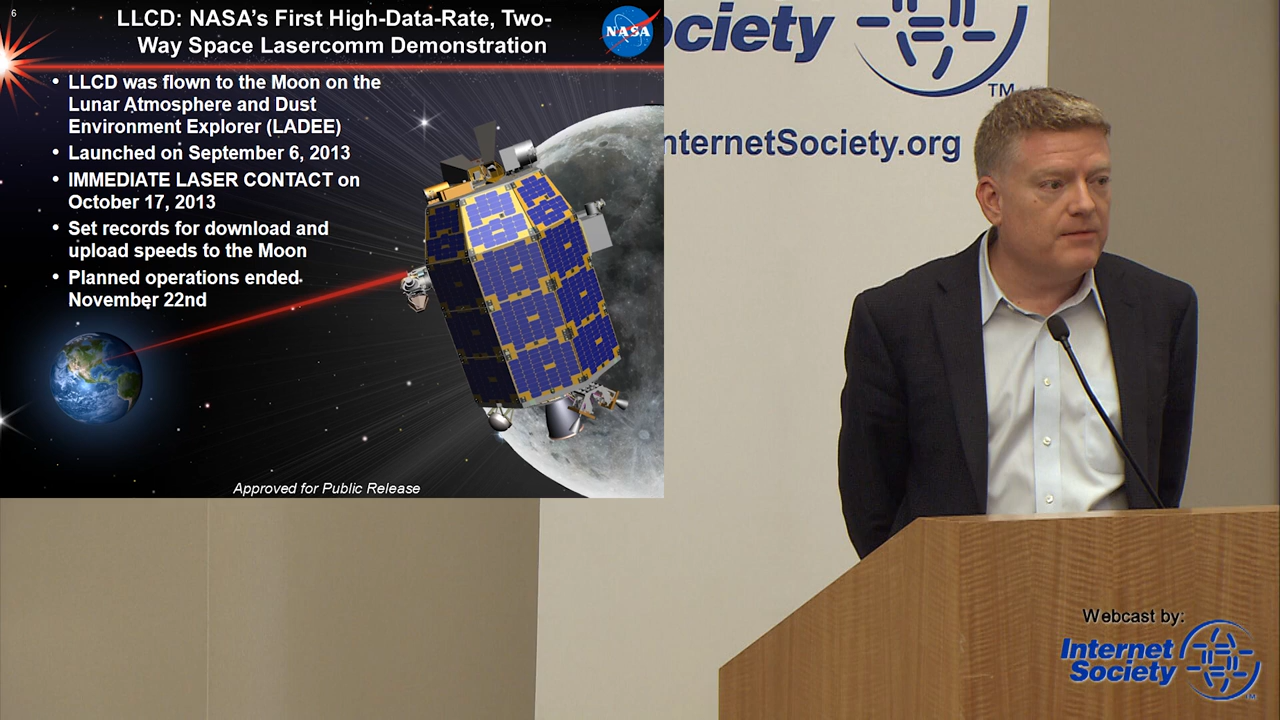 6
LLCD: NASA's First High-Data-Rate, Two-
Way Space Lasercomm Demonstration
NASA
• LLCD was flown to the Moon on the
Lunar Atmosphere and Dust
Environment Explorer (LADEE)
• Launched on September 6, 2013
• IMMEDIATE LASER CONTACT on
October 17, 2013
• Set records for download and
upload speeds to the Moon
• Planned operations ended
November 22nd
Approved for Public Release
ociety
TM
nternetSociety.org
Webcast by:
Internet
Society
TM